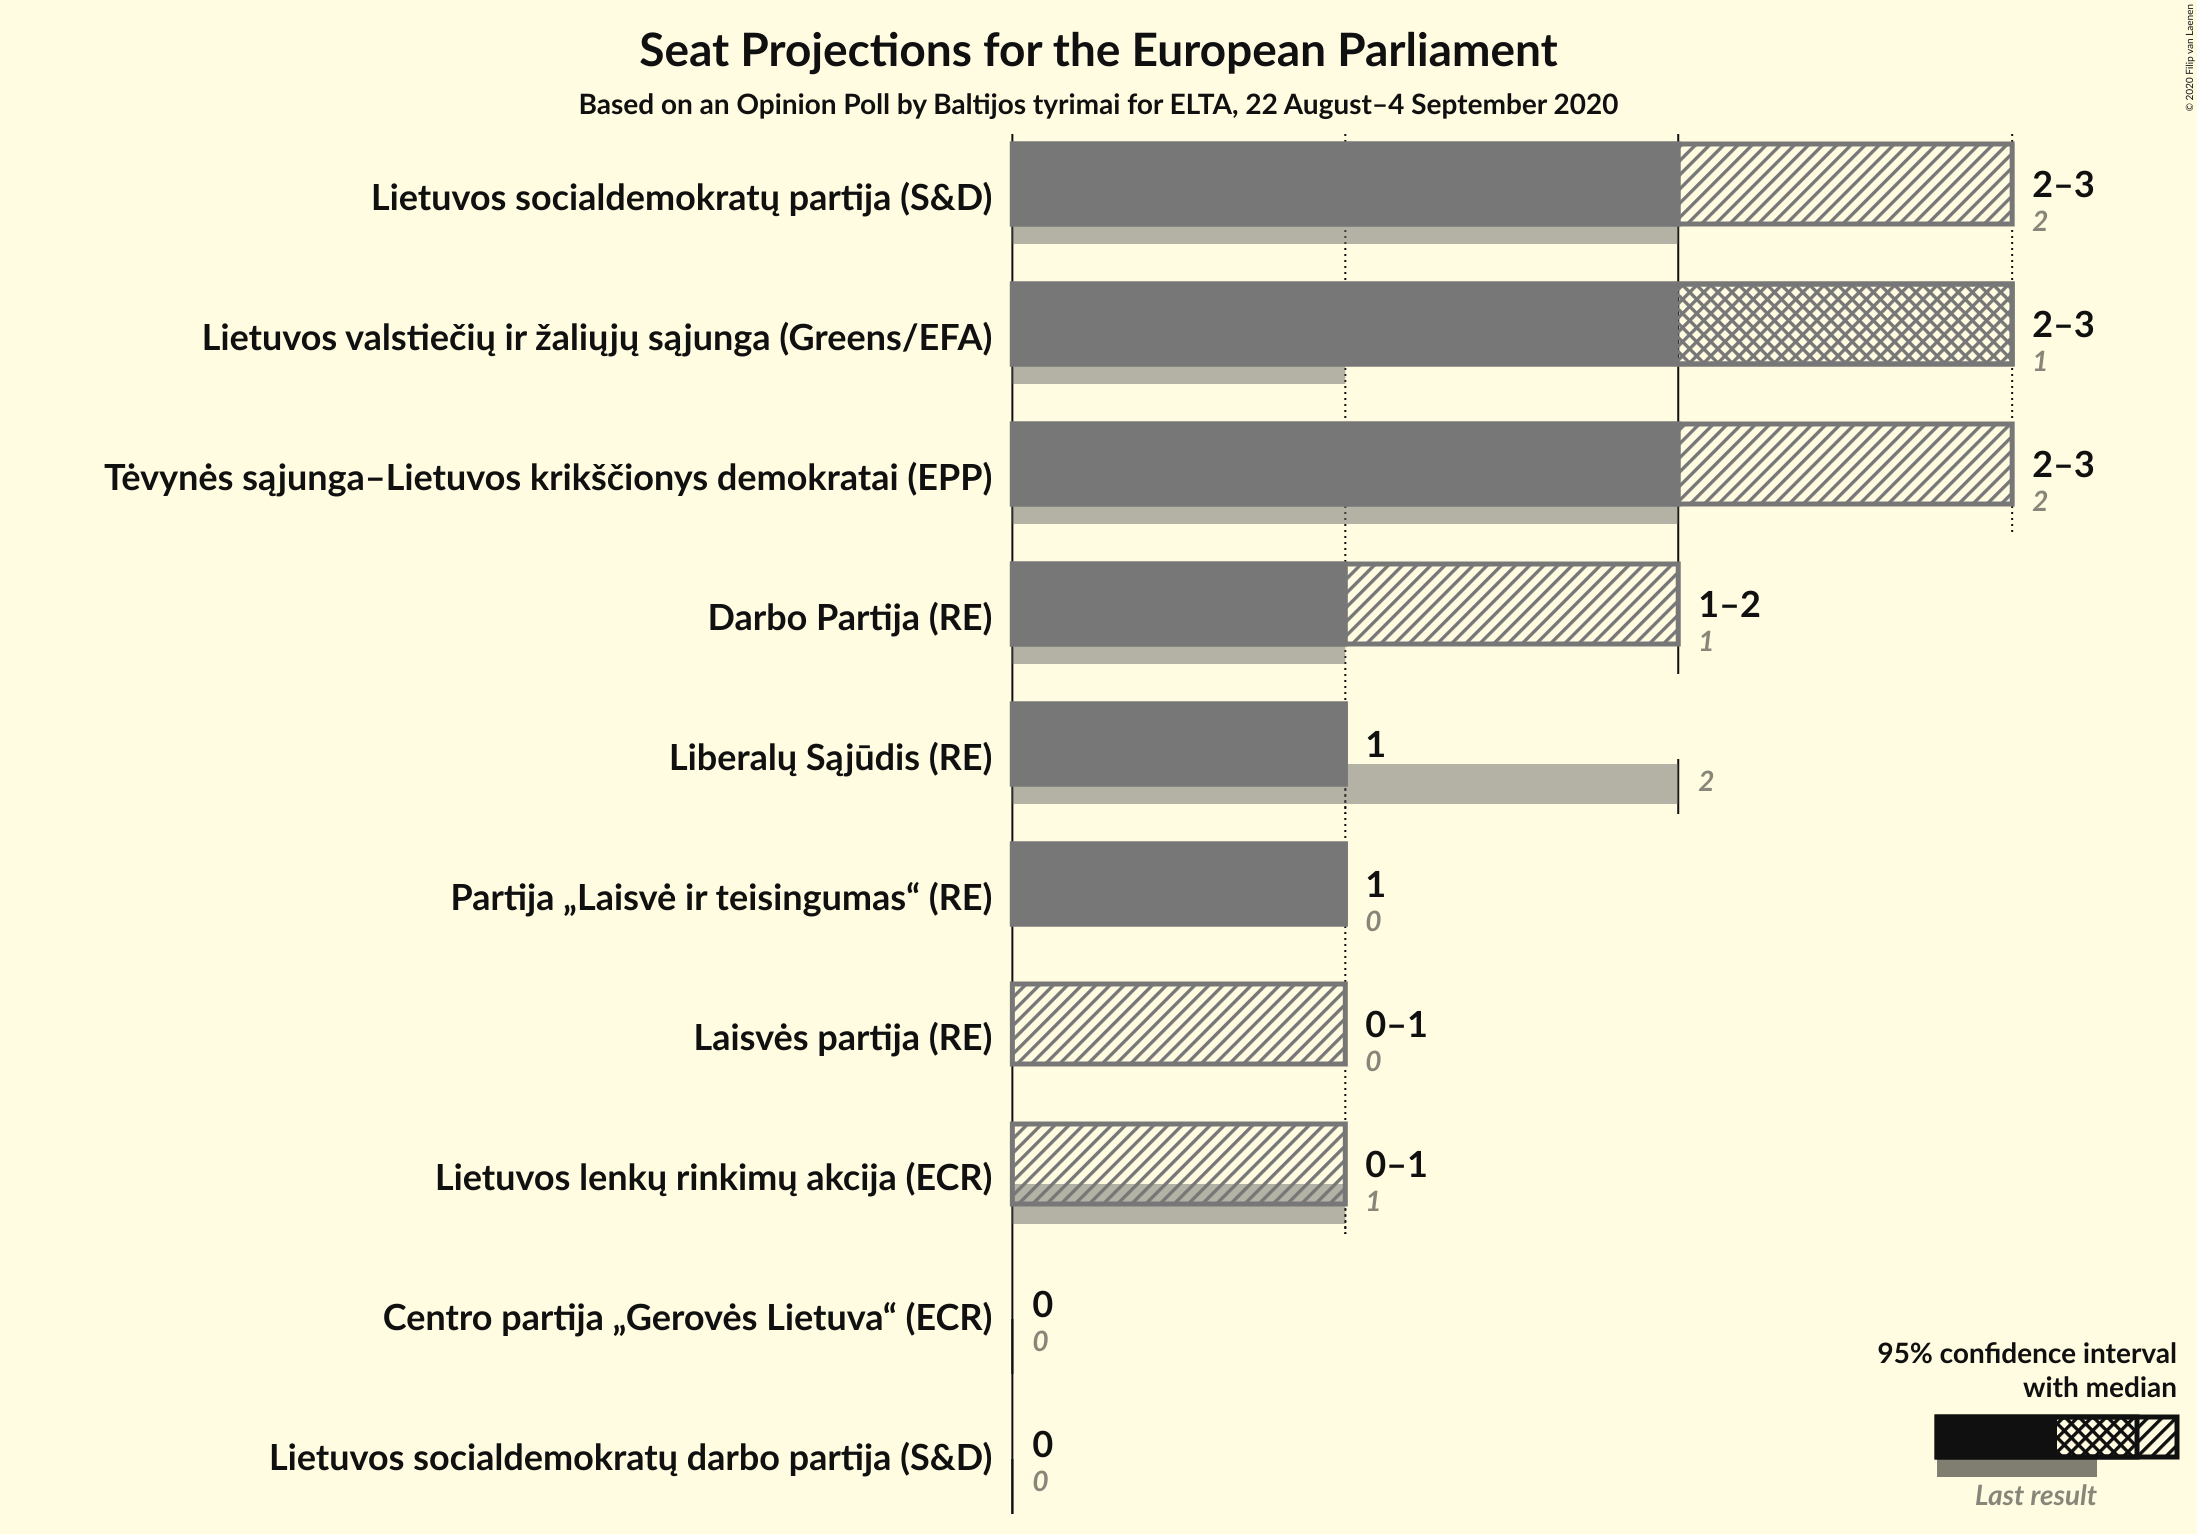 Seat Projections for the European Parliament
Based on an Opinion Poll by Baltijos tyrimai for ELTA, 22 August–4 September 2020
© 2020 Filip van Laenen
Lietuvos socialdemokratų partija (S&D)
2–3
2
Lietuvos valstiečių ir žaliųjų sąjunga (Greens/EFA)
2–3
1
Tėvynės sąjunga–Lietuvos krikščionys demokratai (EPP)
2–3
2
Darbo Partija (RE)
1–2
1
Liberalų Sąjūdis (RE)
1
2
Partija „Laisvė ir teisingumas“ (RE)
1
0
Laisvės partija (RE)
0–1
0
Lietuvos lenkų rinkimų akcija (ECR)
0–1
1
Centro partija „Gerovės Lietuva“ (ECR)
0
0
Lietuvos socialdemokratų darbo partija (S&D)
0
0
95% confidence interval
with median
Last result